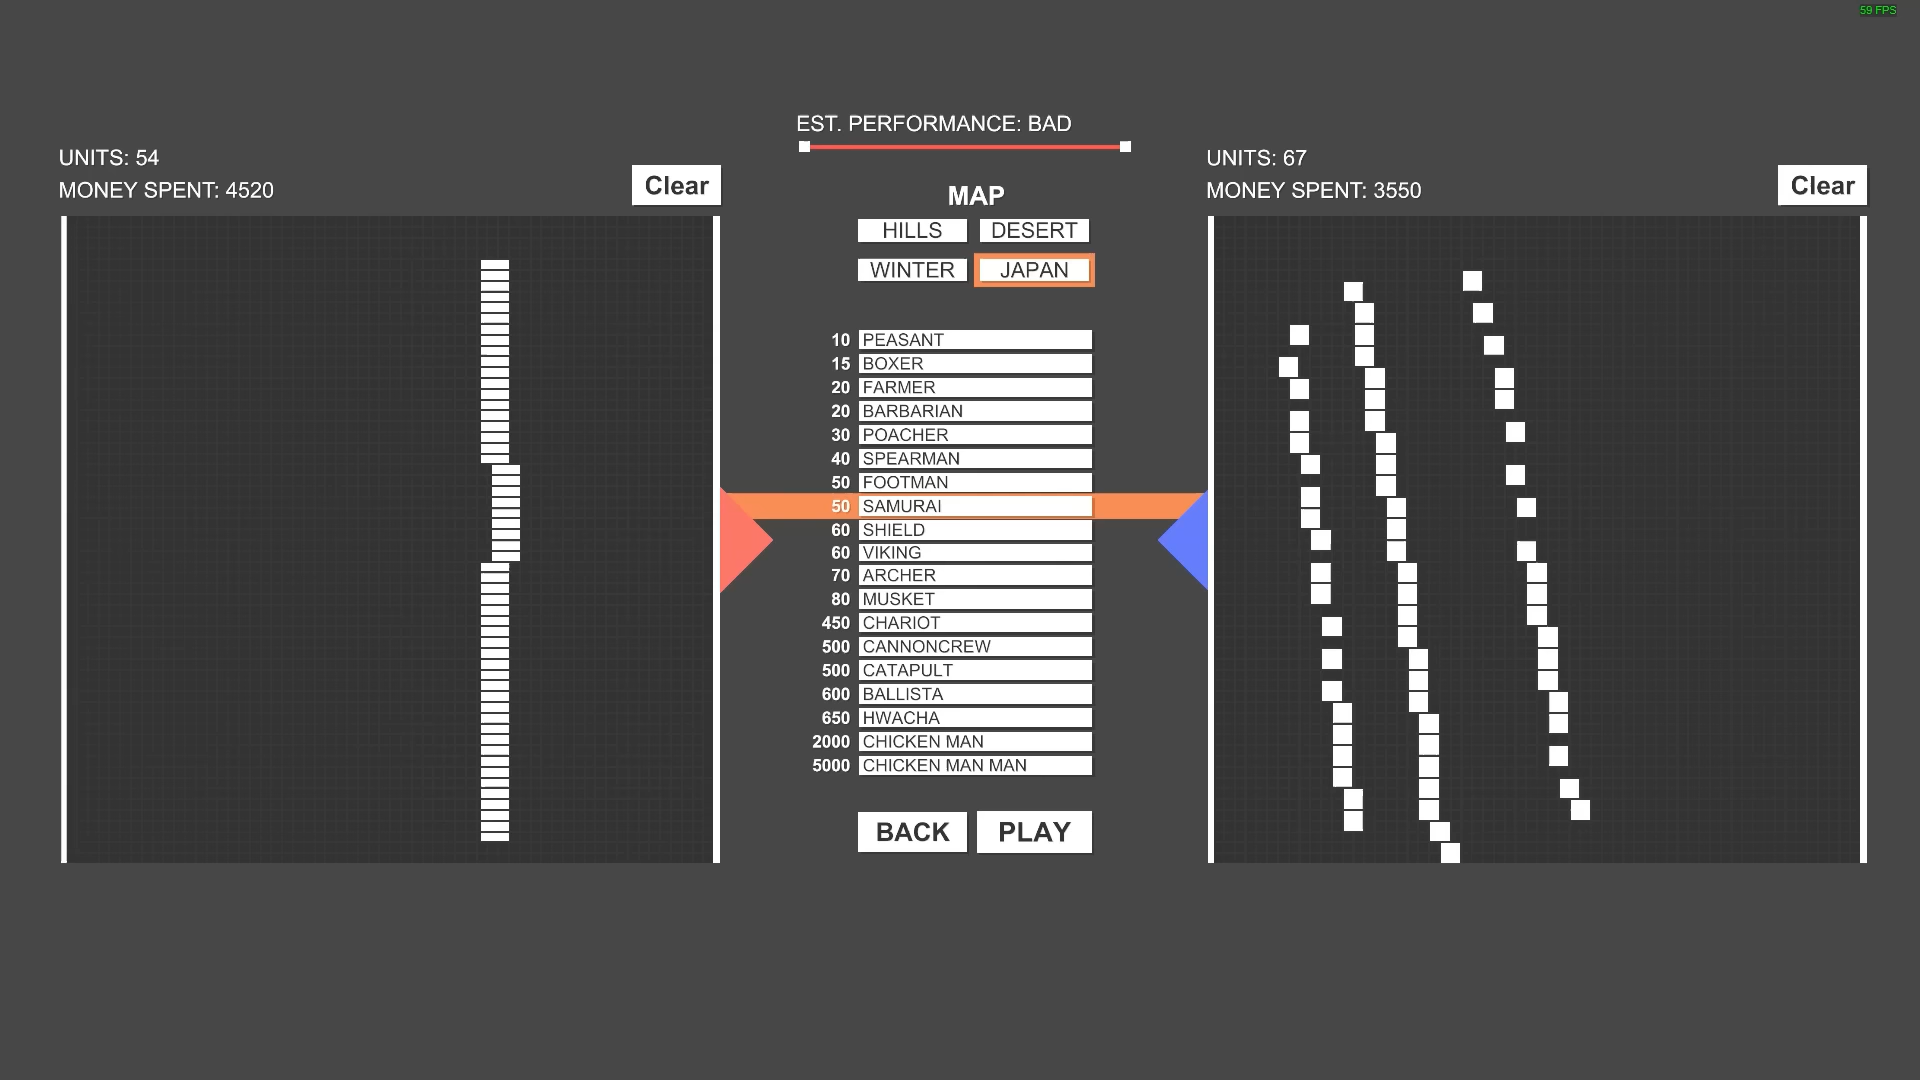 59 FPS
EST. PERFORMANCE: BAD
UNITS: 54
MONEY SPENT: 4520
Clear
UNITS: 67
MONEY SPENT: 3550
Clear
MAP
HILLS DESERT
WINTER JAPAN
10 PEASANT
15 BOXER
20 FARMER
20 BARBARIAN
30 POACHER
40 SPEARMAN
50 FOOTMAN
50 SAMURAI
60 SHIELD
60 VIKING
70 ARCHER
80 MUSKET
450 CHARIOT
500 CANNONCREW
500 CATAPULT
600 BALLISTA
650 HWACHA
2000 CHICKEN MAN
5000 CHICKEN MAN MAN
BACK PLAY